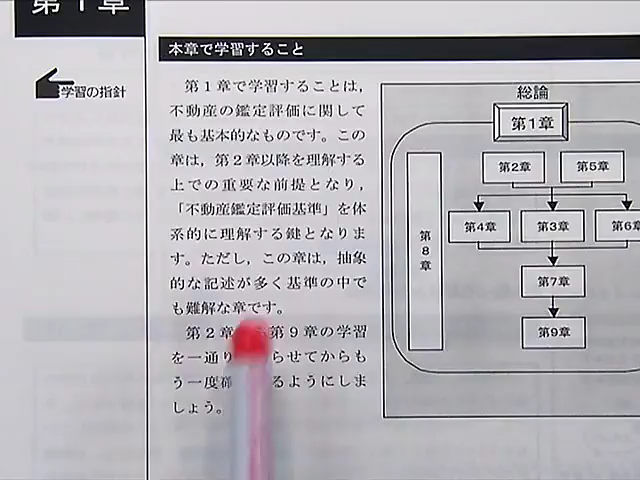 第1章
本章で学習すること
学習の指針
第1章で学習することは，
不動産の鑑定評価に関して
最も基本的なものです。この
章は，第2章以降を理解する
上での重要な前提となり，
「不動産鑑定評価基準」を体
系的に理解する鍵となりま
す。ただし，この章は，抽象
的な記述が多く基準の中で
も難解な章です。
第2章 第9章の学習
を一通り らせてからも
う一度 るようにしま
しょう。
総論
第1章
第2章 第5章
第8章
第4章 第3章 第6章
第7章
第9章